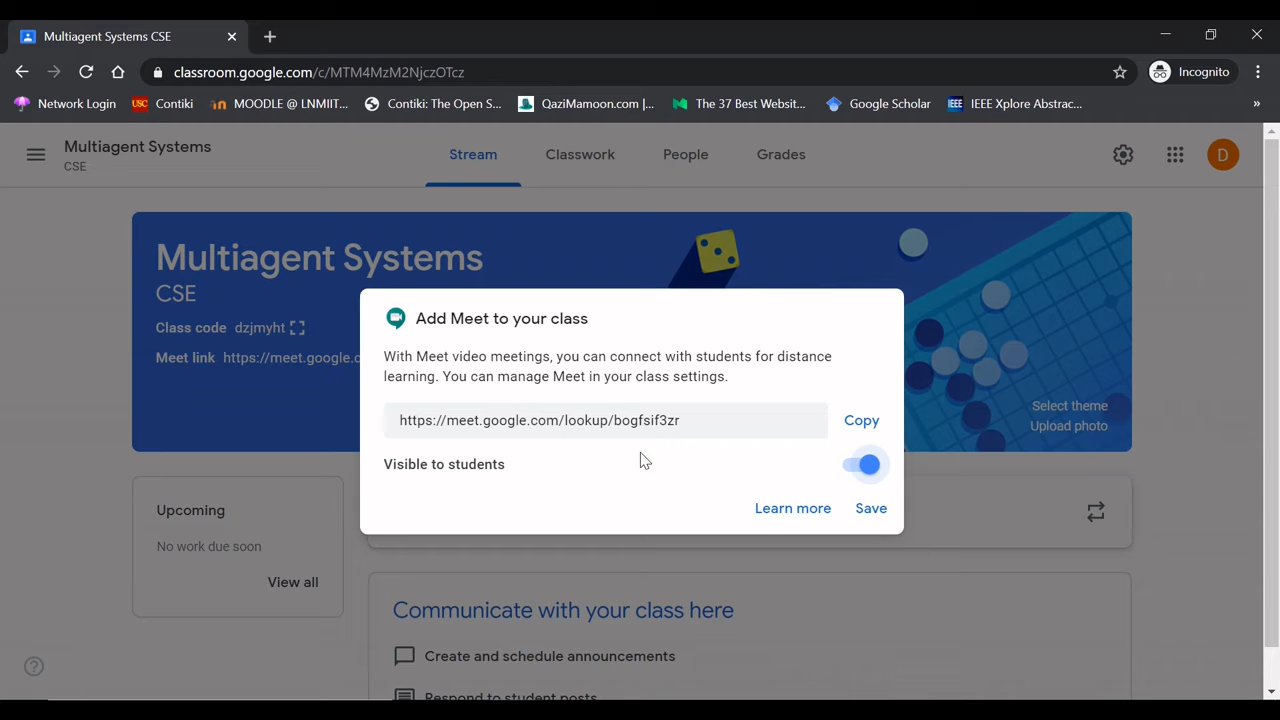 Multiagent Systems CSE
classroom.google.com/c/MTM4MzM2NjczOTcz
Incognito
Network Login
USC Contiki
m MOODLE @ LNMIIT...
Contiki: The Open S...
QaziMamoon.com |...
The 37 Best Websit...
Google Scholar
IEEE IEEE Xplore Abstrac...
»
Multiagent Systems
CSE
Stream
Classwork
People
Grades
D
Multiagent Systems
CSE
Class code dzjmyht
Meet link https://meet.google.c
Select theme
Upload photo
Add Meet to your class
With Meet video meetings, you can connect with students for distance
learning. You can manage Meet in your class settings.
https://meet.google.com/lookup/bogfsif3zr
Copy
Visible to students
Learn more
Save
Upcoming
No work due soon
View all
Communicate with your class here
Create and schedule announcements
Respond to student posts